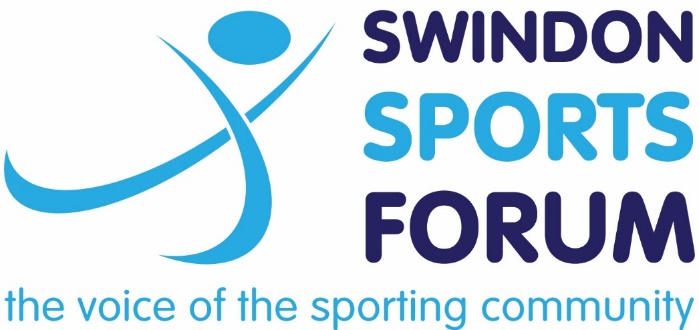 SWINDON
SPORTS
FORUM
the voice of the sporting community